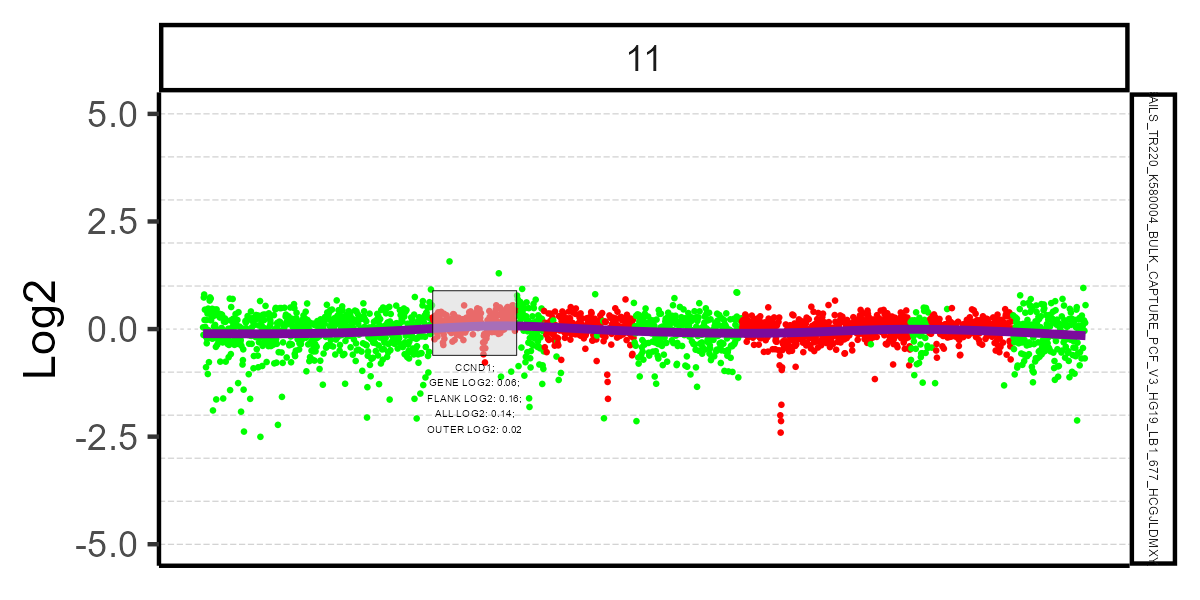 11
Log2
5.0
2.5
0.0
-2.5
-5.0
CCND1;
GENE LOG2: 0.06;
FLANK LOG2: 0.16;
ALL LOG2: 0.14;
OUTER LOG2: 0.02
AILS_TR220_K580004_BULK_CAPTURE_PCF_V3_HG19_LB1_677_HCGJLDMXY